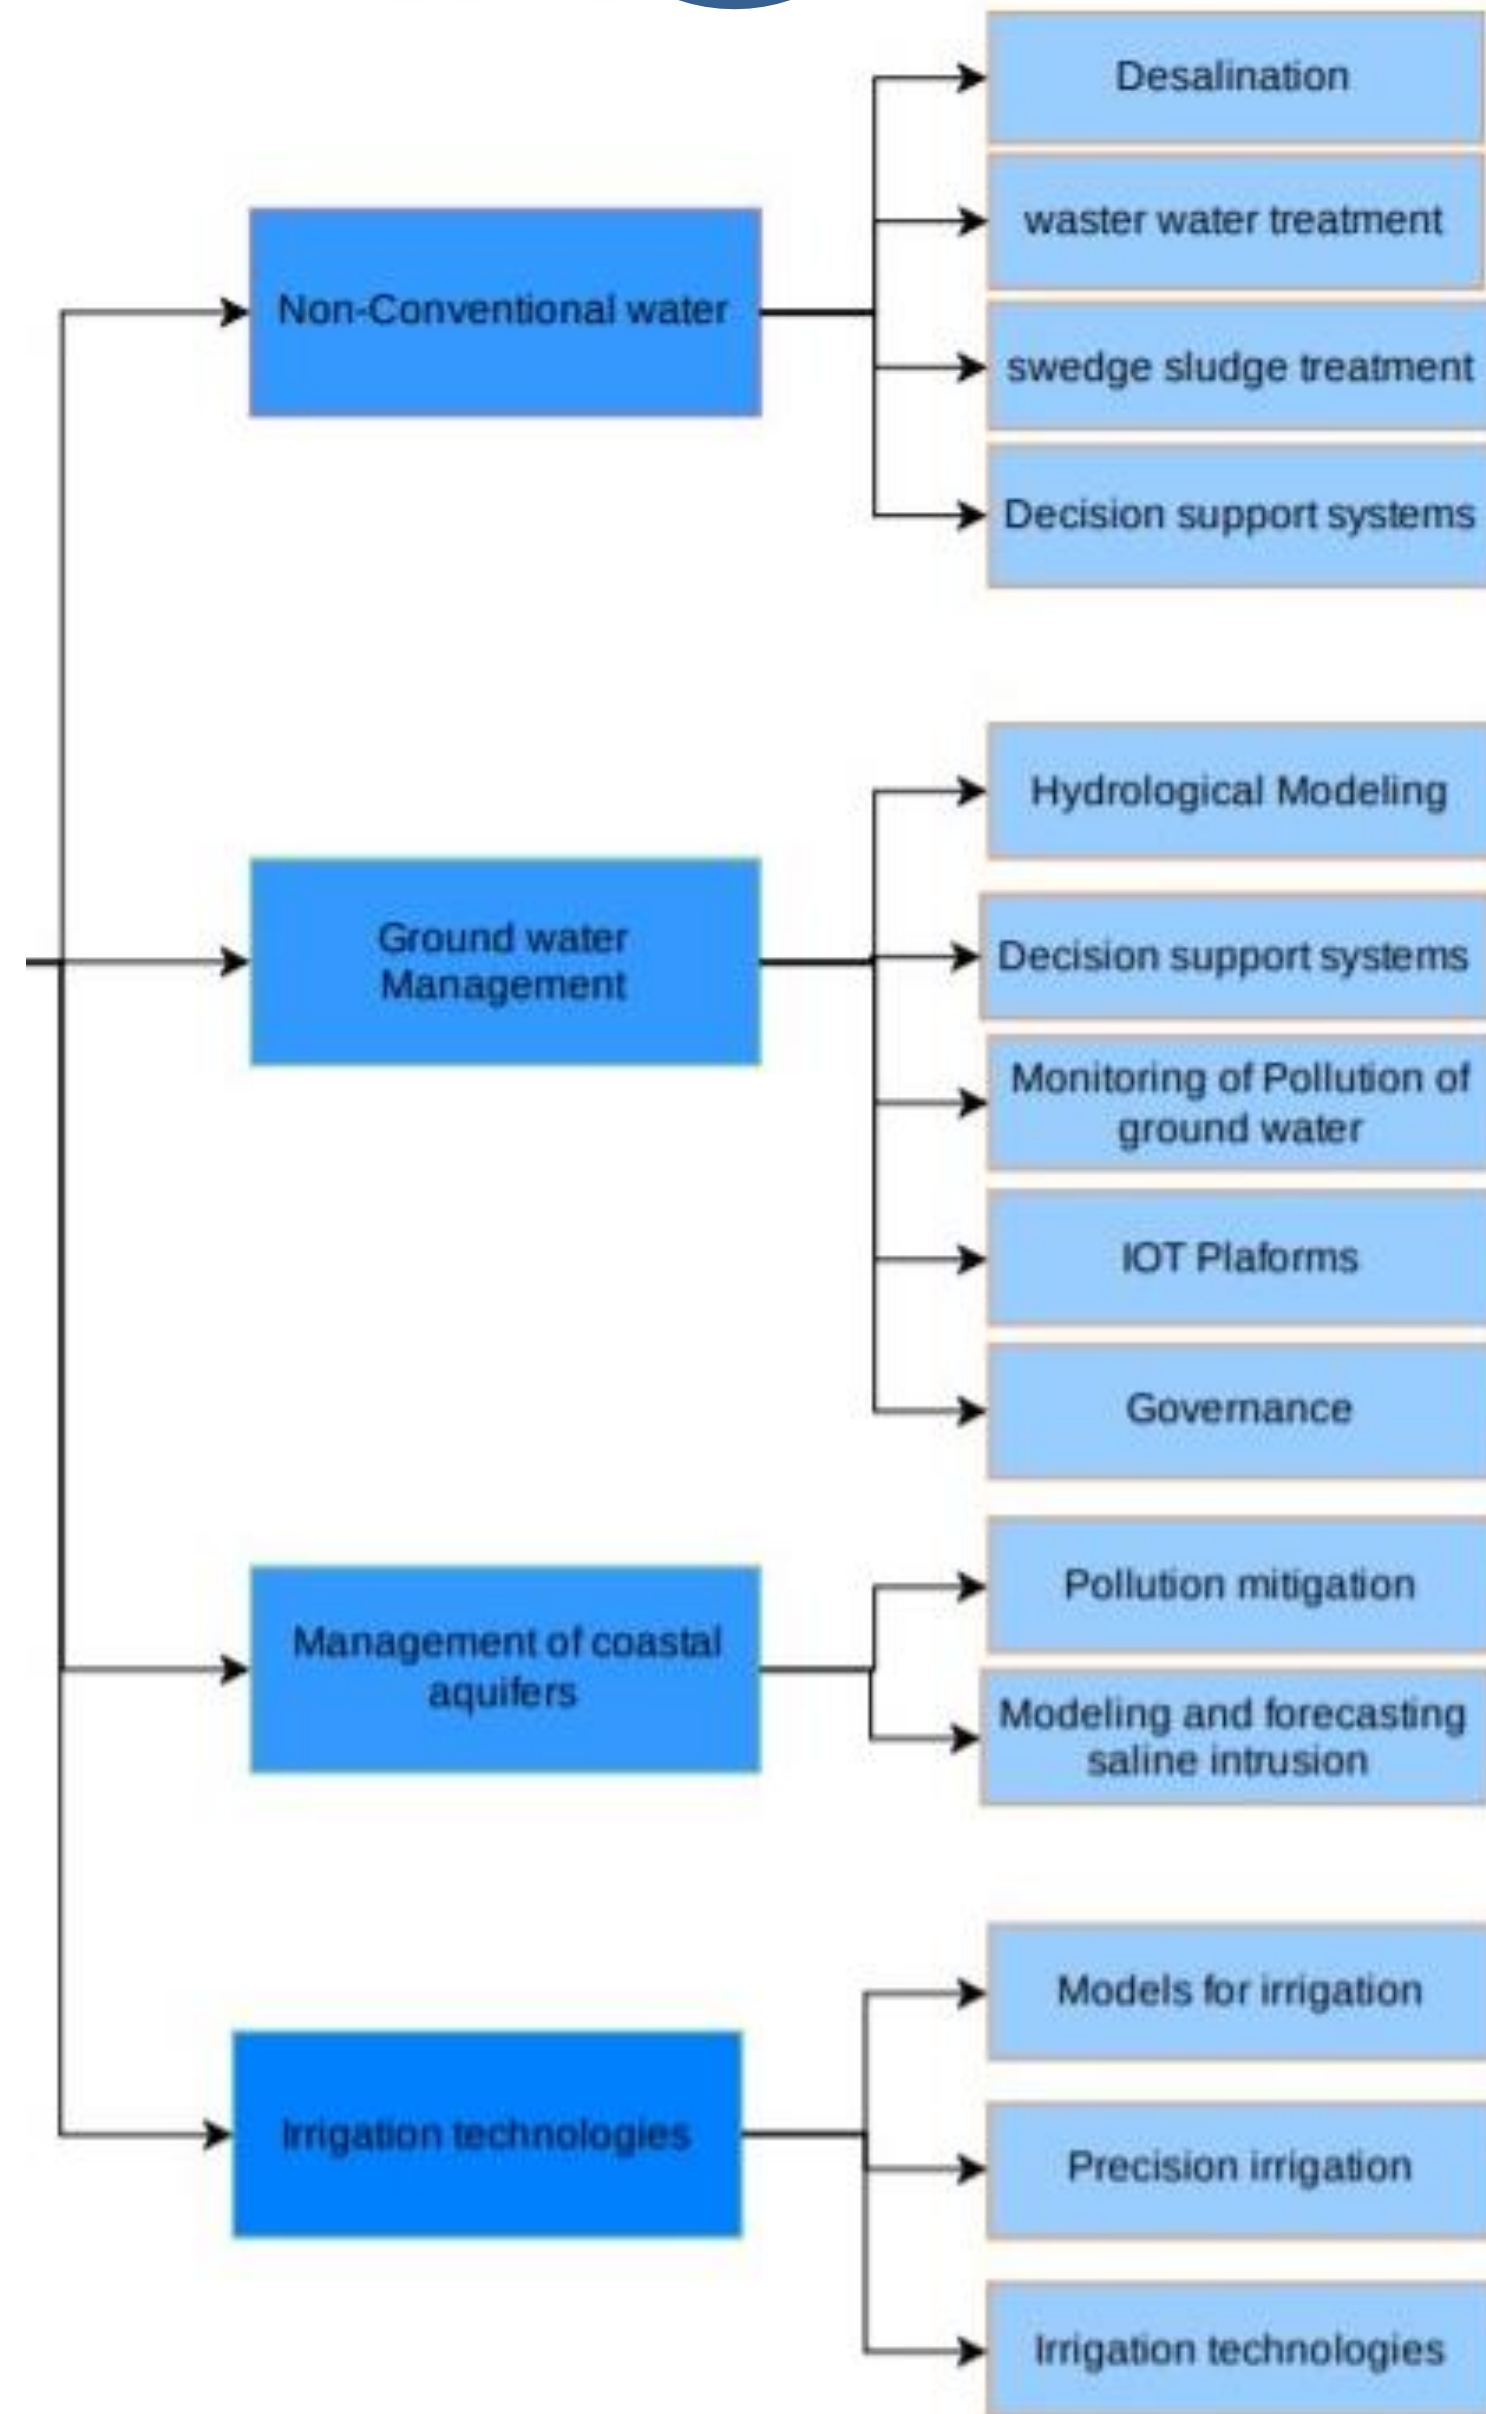 Desalination
waster water treatment
Non-Conventional water
swedge sludge treatment
Decision support systems
Hydrological Modeling
Ground water
Management
Decision support systems
Monitoring of Pollution of
ground water
IOT Plaforms
Governance
Pollution mitigation
Management of coastal
aquifers
Modeling and forecasting
saline intrusion
Models for irrigation
Irrigation technologies
Precision irrigation
Irrigation technologies